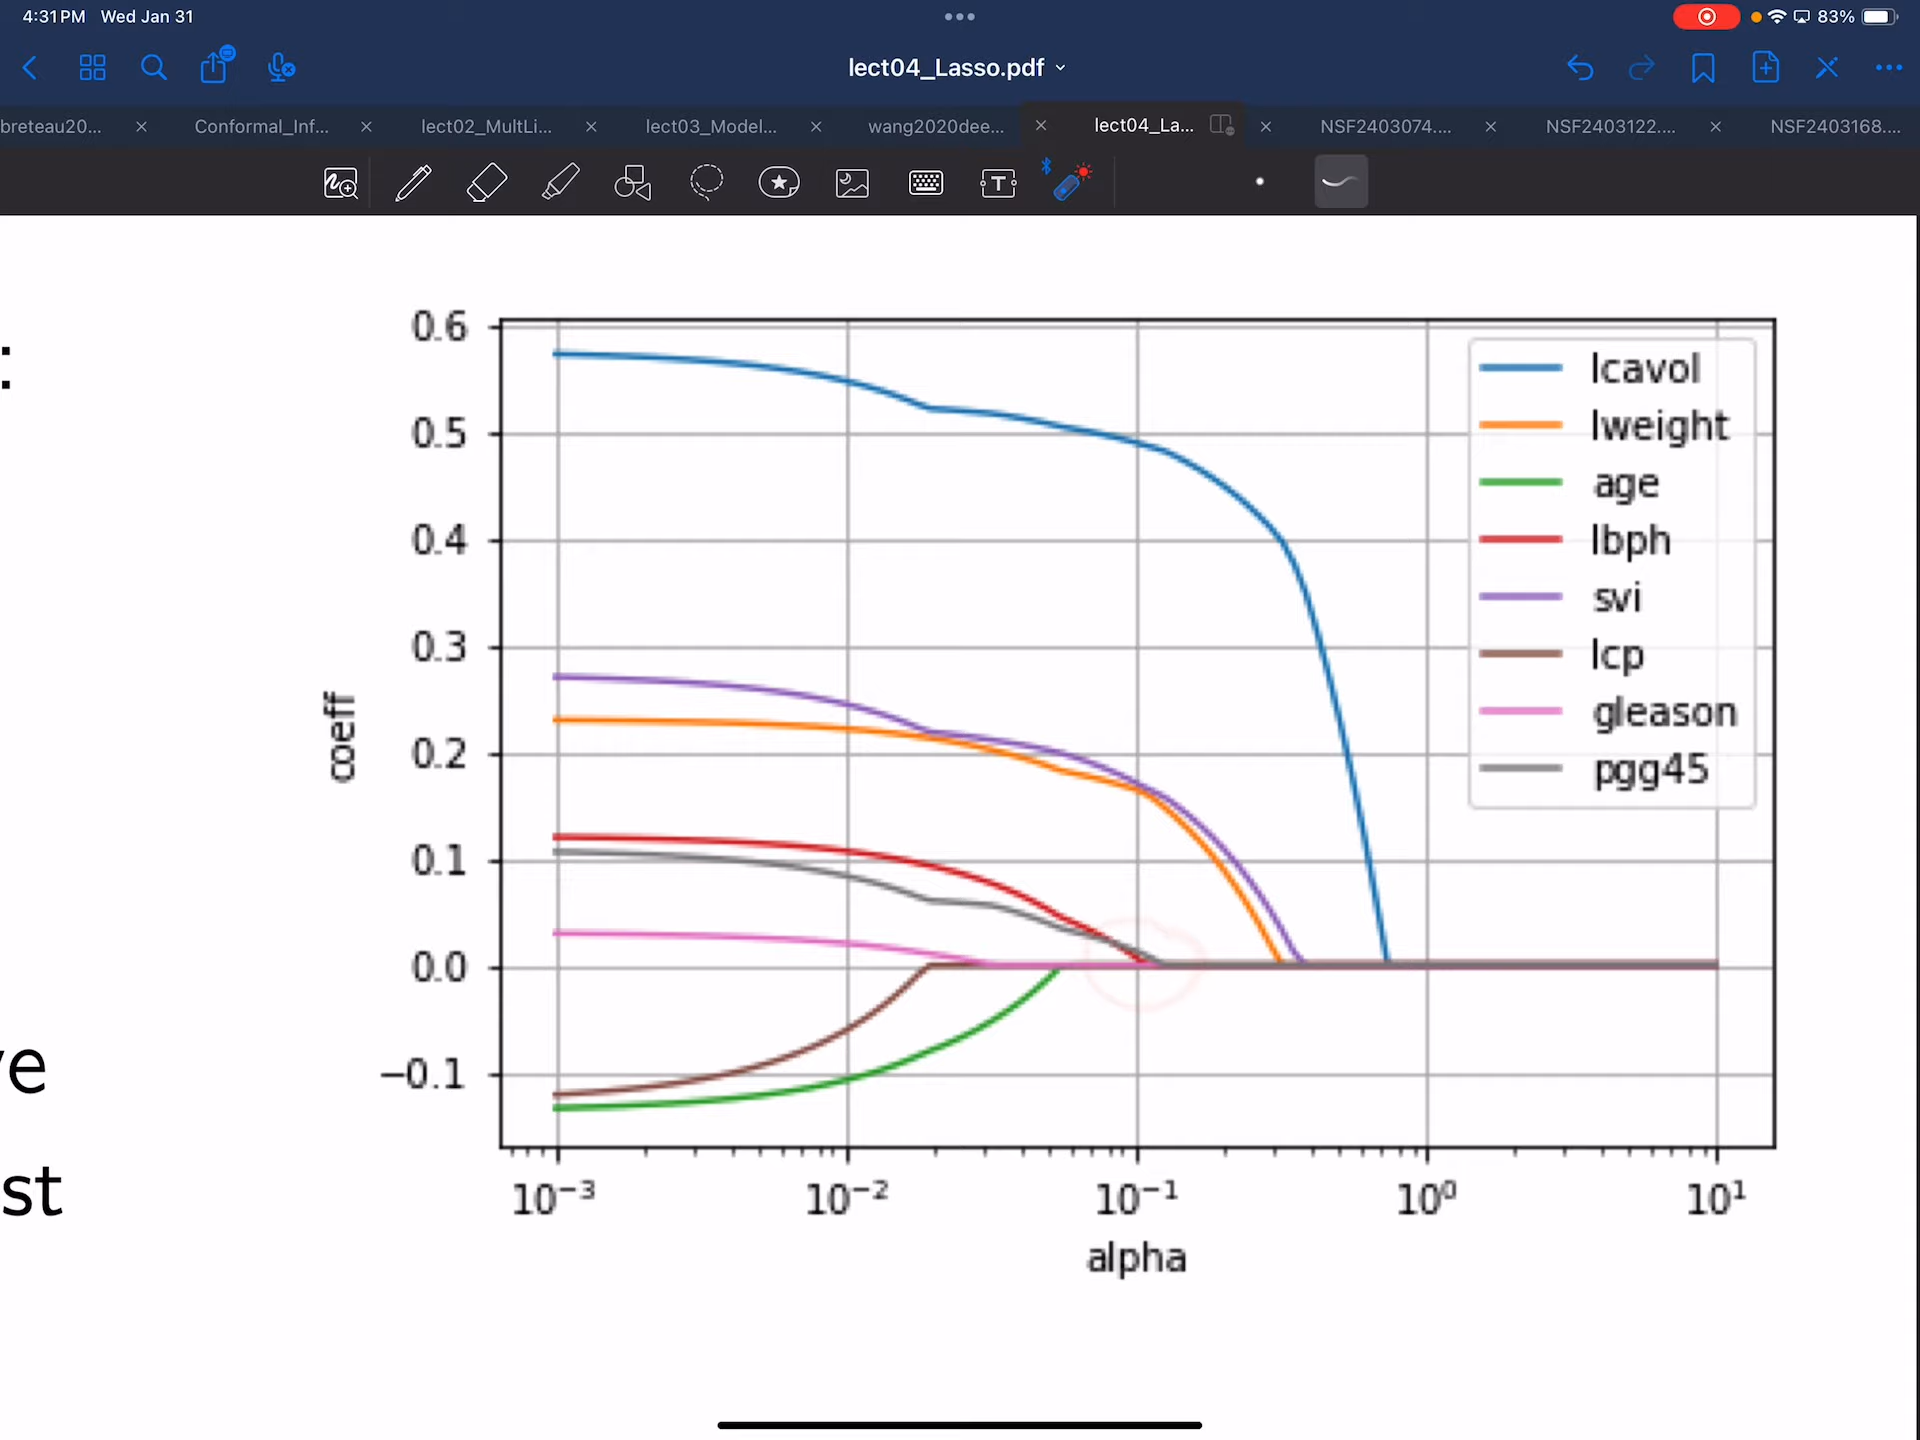 4:31PM Wed Jan 31
83%
lect04_Lasso.pdf
breteau20...
Conformal_Inf...
lect02_MultLi...
lect03_Model...
wang2020dee...
lect04_La...
NSF2403074....
NSF2403122....
NSF2403168....
T
:
ve
st
0.6
0.5
0.4
0.3
0.2
0.1
0.0
−0.1
coeff
lcavol
lweight
age
lbph
svi
lcp
gleason
pgg45
10⁻³ 10⁻² 10⁻¹ 10⁰ 10¹
alpha